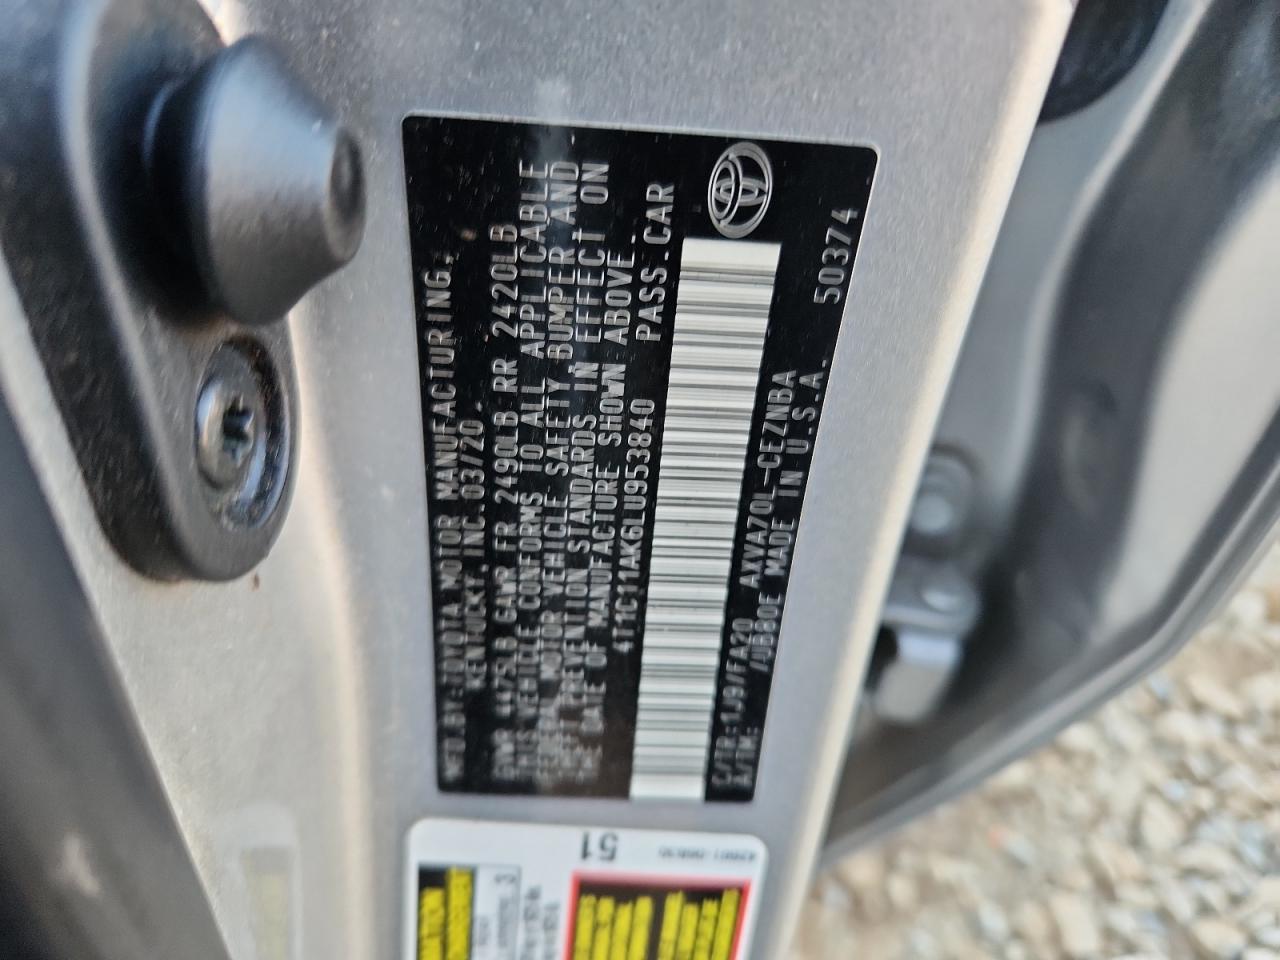 MFD.BY:TOYOTA MOTOR MANUFACTURING,
KENTUCKY,INC.03/20.
GVWR 4475LB GAWR FR 2490LB RR 2420LB
THIS VEHICLE CONFORMS TO ALL APPLICABLE
FEDERAL MOTOR VEHICLE SAFETY,BUMPER AND
THEFT PREVENTION STANDARDS IN EFFECT ON
THE DATE OF MANUFACTURE SHOWN ABOVE.
4T1C11AK6LU953840 PASS.CAR
C/TR:1J9/FA20 AXVA70L-CEZNBA
A/TM: /UB80E MADE IN U.S.A. 50374
51